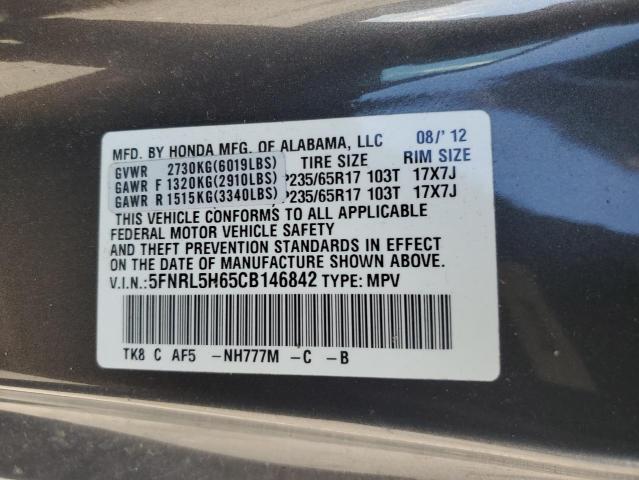 MFD. BY HONDA MFG. OF ALABAMA, LLC 08/'12
GVWR 2730KG(6019LBS) TIRE SIZE RIM SIZE
GAWR F 1320KG(2910LBS) P235/65R17 103T 17X7J
GAWR R 1515KG(3340LBS) P235/65R17 103T 17X7J
THIS VEHICLE CONFORMS TO ALL APPLICABLE
FEDERAL MOTOR VEHICLE SAFETY
AND THEFT PREVENTION STANDARDS IN EFFECT
ON THE DATE OF MANUFACTURE SHOWN ABOVE.
V.I.N.:5FNRL5H65CB146842 TYPE: MPV
TK8 C AF5 -NH777M -C -B